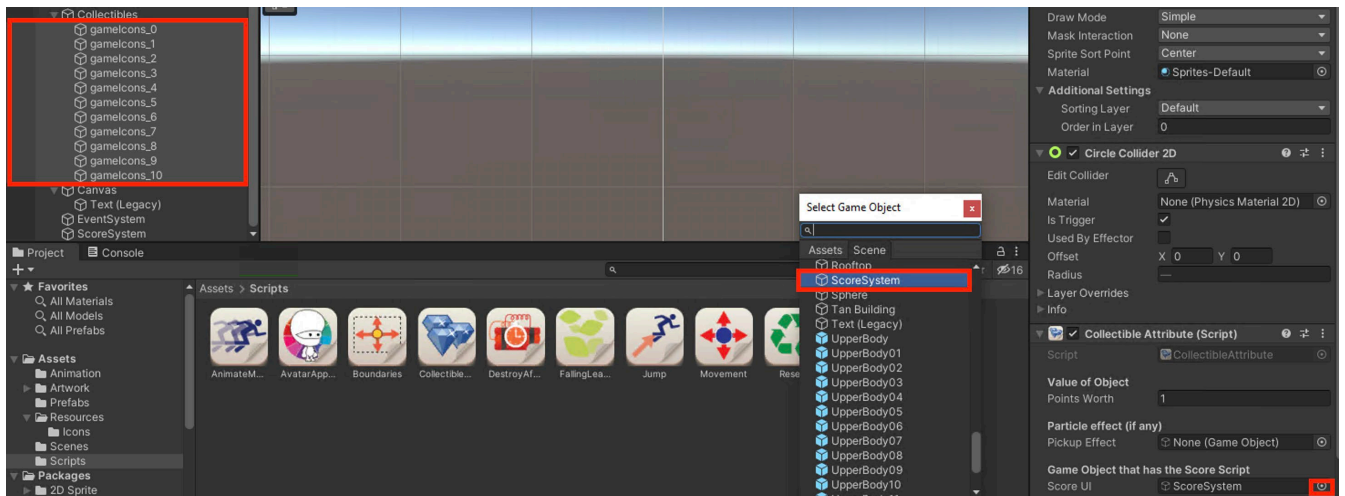 Collectibles
gameIcons_0
gameIcons_1
gameIcons_2
gameIcons_3
gameIcons_4
gameIcons_5
gameIcons_6
gameIcons_7
gameIcons_8
gameIcons_9
gameIcons_10
Canvas
Text (Legacy)
EventSystem
ScoreSystem
Project
Console
16
Favorites
All Materials
All Models
All Prefabs
Assets
Animation
Artwork
Prefabs
Resources
Icons
Scenes
Scripts
Packages
2D Sprite
Assets > Scripts
AnimateM...
AvatarApp...
Boundaries
Collectible...
DestroyAf...
FallingLea...
Jump
Movement
Rese
Select Game Object
x
Assets Scene
Rooftop
ScoreSystem
Sphere
Tan Building
Text (Legacy)
UpperBody
UpperBody01
UpperBody02
UpperBody03
UpperBody04
UpperBody05
UpperBody06
UpperBody07
UpperBody08
UpperBody09
UpperBody10
Draw Mode Simple
Mask Interaction None
Sprite Sort Point Center
Material Sprites-Default
Additional Settings
Sorting Layer Default
Order in Layer 0
Circle Collider 2D
Edit Collider
Material None (Physics Material 2D)
Is Trigger
Used By Effector
Offset X 0 Y 0
Radius —
Layer Overrides
Info
Collectible Attribute (Script)
Script CollectibleAttribute
Value of Object
Points Worth 1
Particle effect (if any)
Pickup Effect None (Game Object)
Game Object that has the Score Script
Score UI ScoreSystem